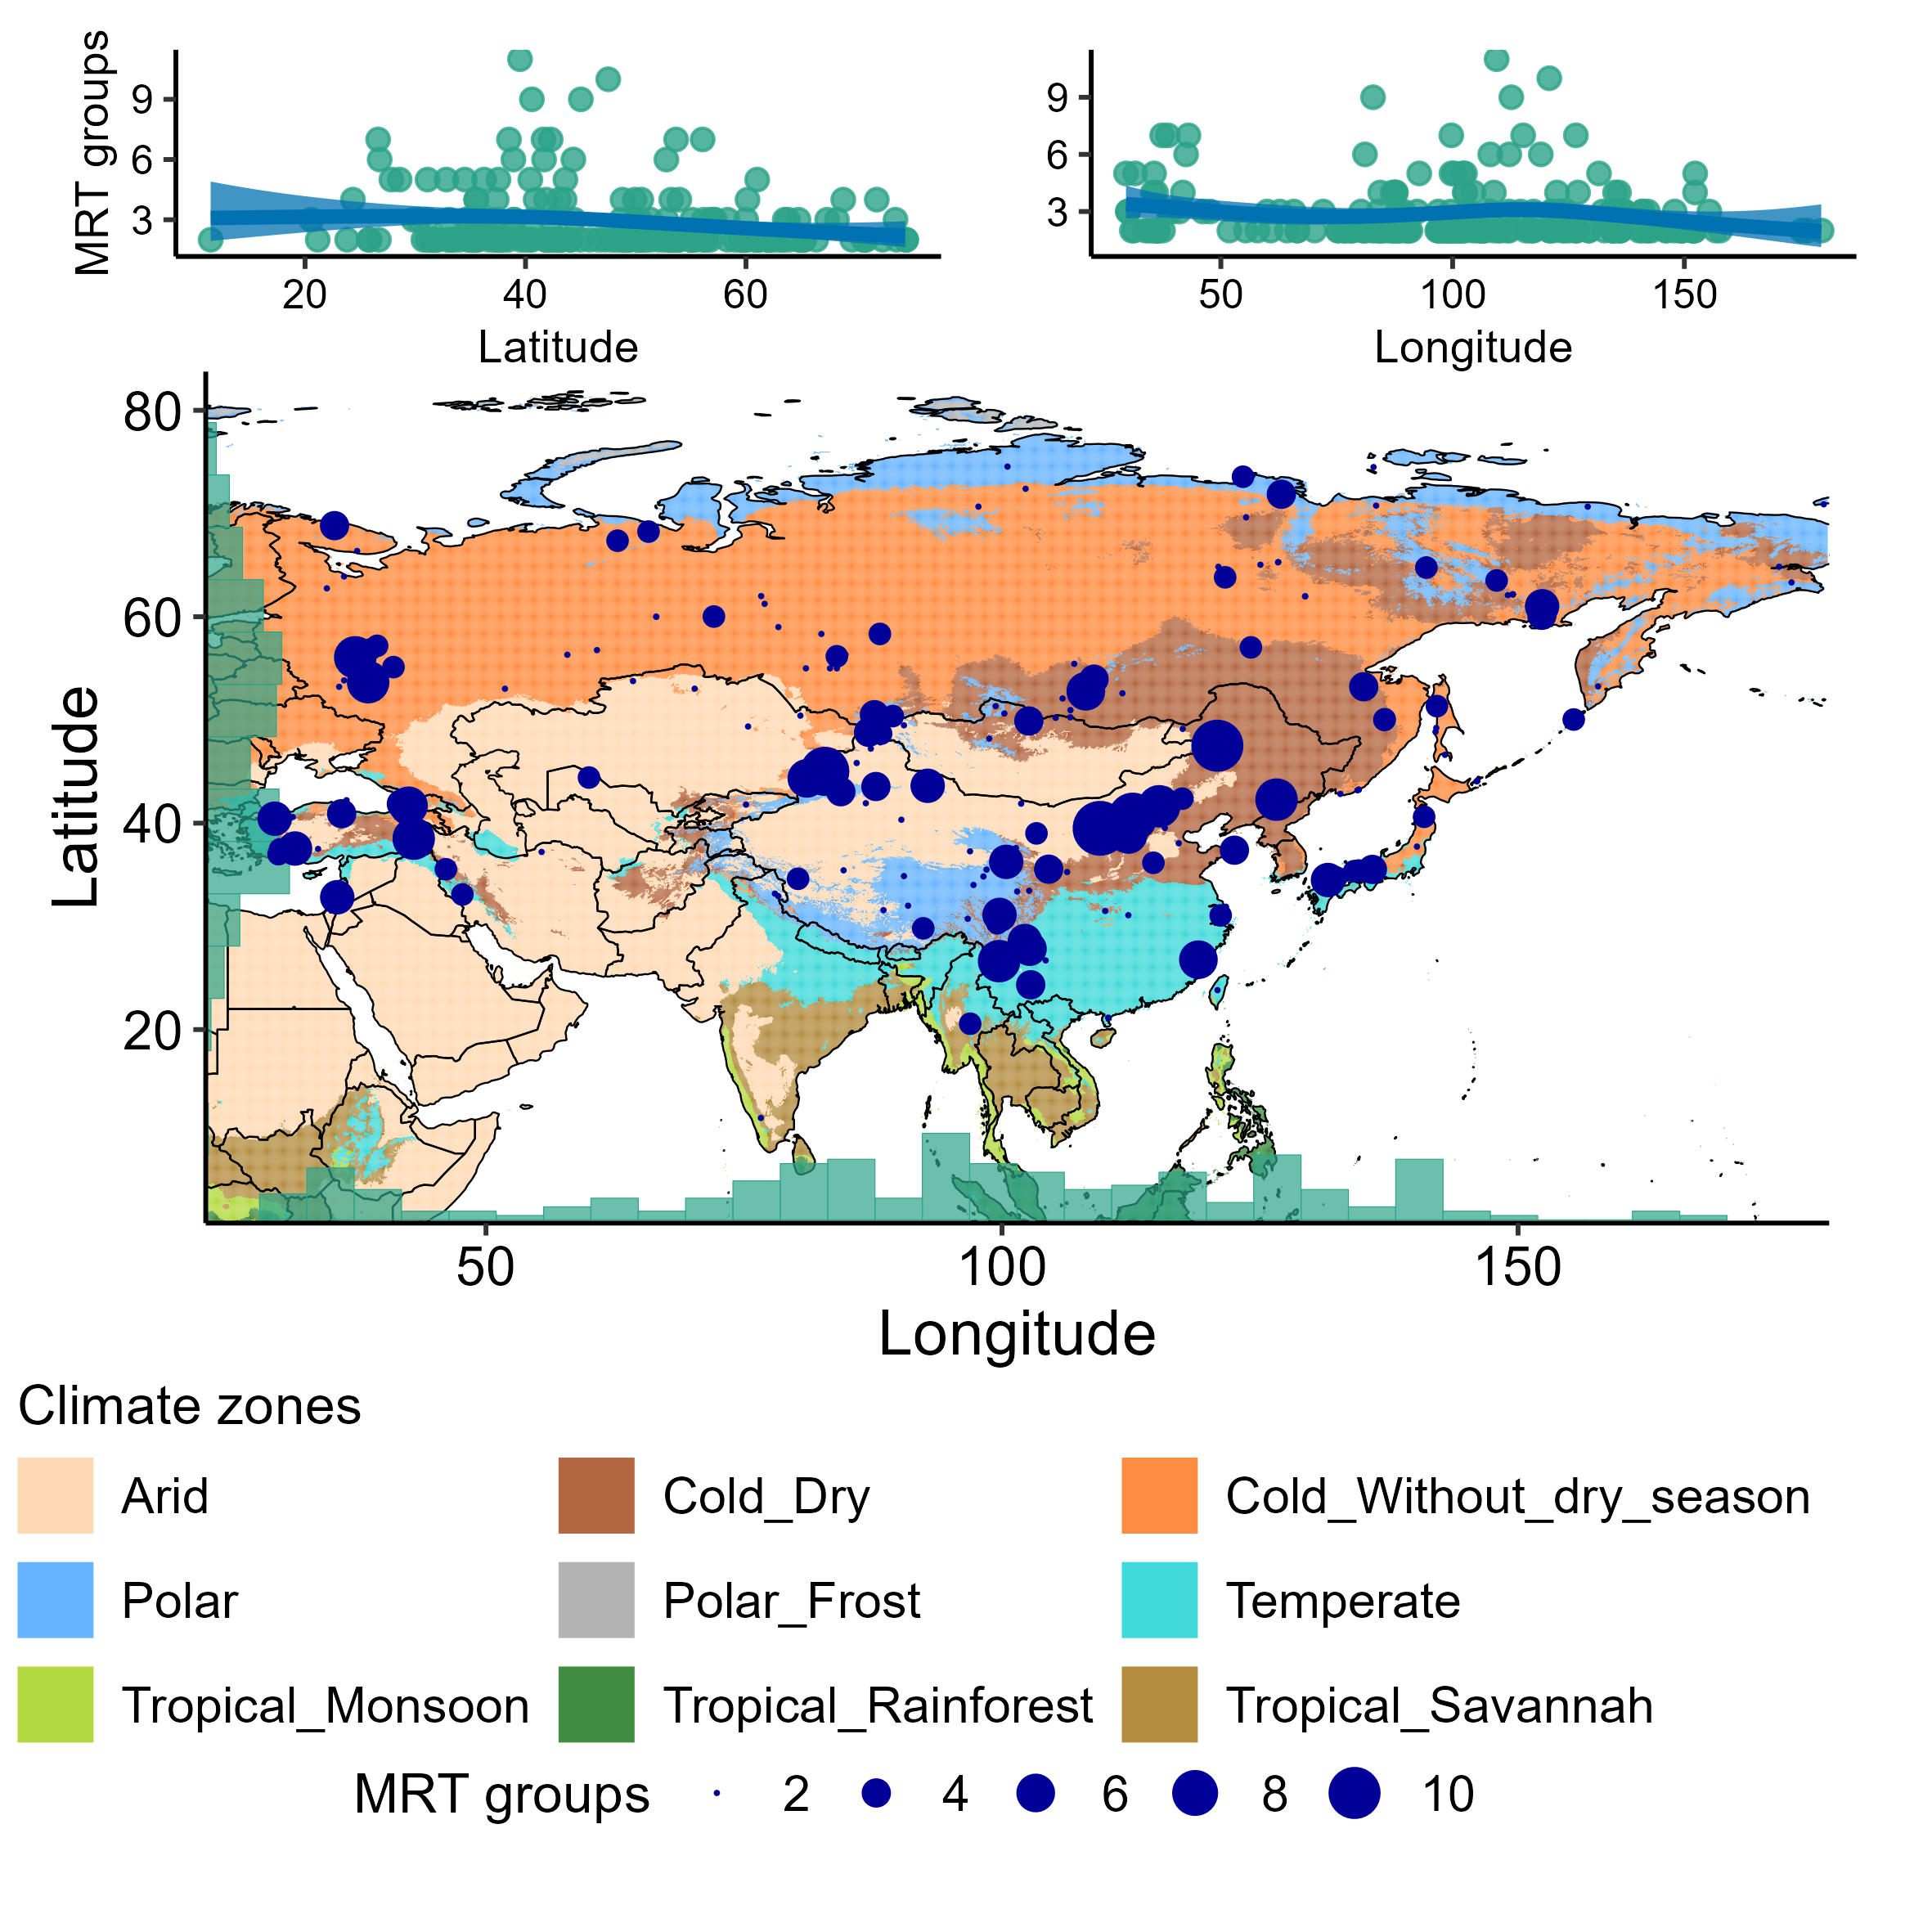 MRT groups
9
6
3
20 40 60
Latitude
9
6
3
50 100 150
Longitude
80
60
40
20
Latitude
50 100 150
Longitude
Climate zones
Arid Cold_Dry Cold_Without_dry_season
Polar Polar_Frost Temperate
Tropical_Monsoon Tropical_Rainforest Tropical_Savannah
MRT groups 2 4 6 8 10